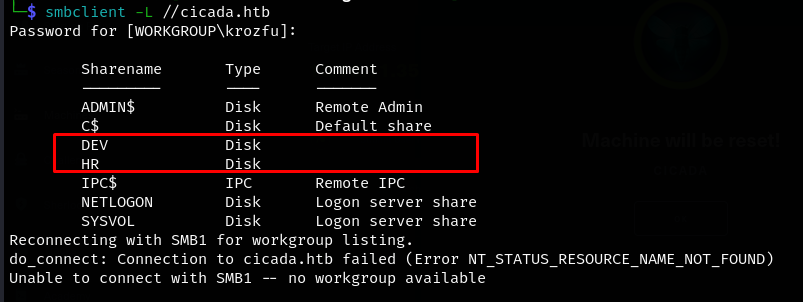 └─$ smbclient -L //cicada.htb
Password for [WORKGROUP\krozfu]:
Sharename Type Comment
--------- ---- -------
ADMIN$ Disk Remote Admin
C$ Disk Default share
DEV Disk
HR Disk
IPC$ IPC Remote IPC
NETLOGON Disk Logon server share
SYSVOL Disk Logon server share
Reconnecting with SMB1 for workgroup listing.
do_connect: Connection to cicada.htb failed (Error NT_STATUS_RESOURCE_NAME_NOT_FOUND)
Unable to connect with SMB1 -- no workgroup available
Machine will be reset!